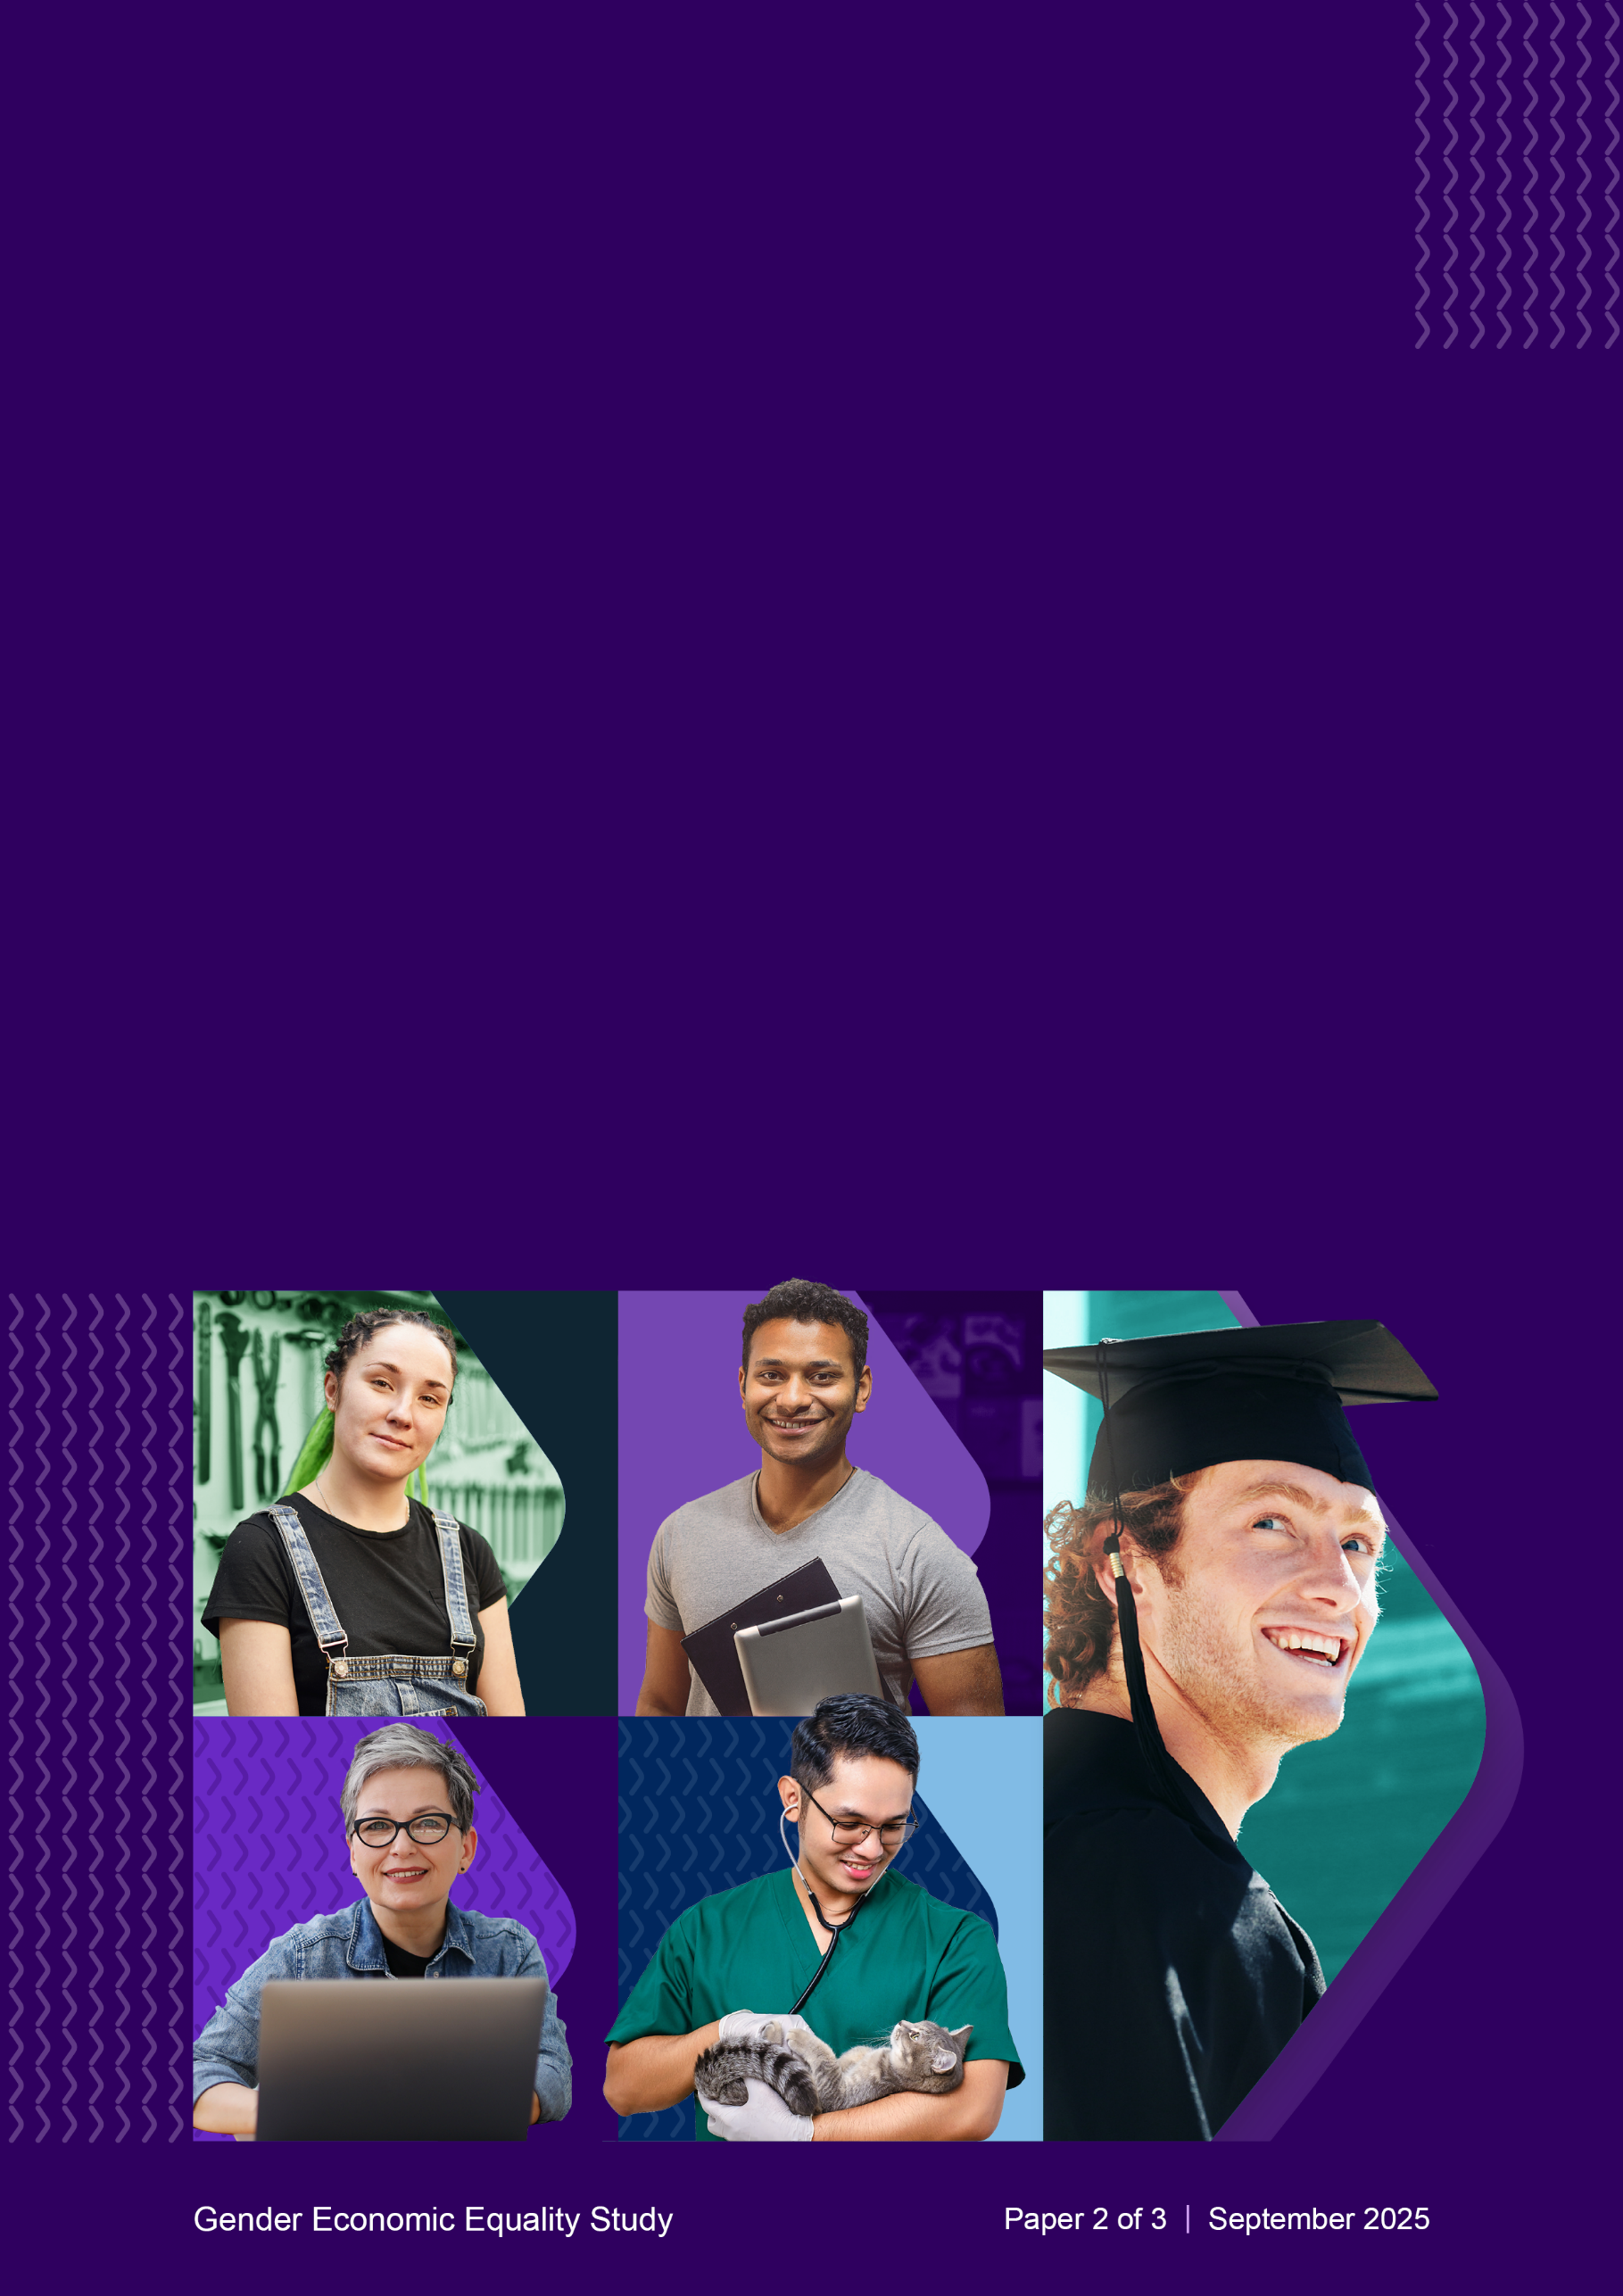 Gender Economic Equality Study
Paper 2 of 3 | September 2025